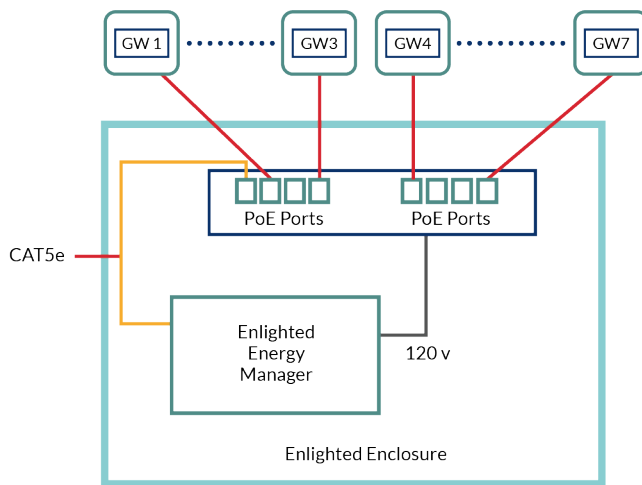 GW 1
GW3
GW4
GW7
PoE Ports
PoE Ports
CAT5e
Enlighted
Energy
Manager
120 v
Enlighted Enclosure